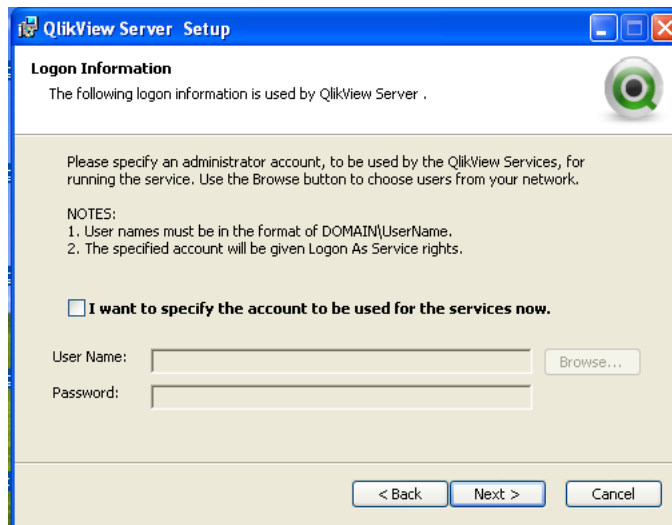 QlikView Server Setup
Logon Information
The following logon information is used by QlikView Server .
Please specify an administrator account, to be used by the QlikView Services, for
running the service. Use the Browse button to choose users from your network.
NOTES:
1. User names must be in the format of DOMAIN\UserName.
2. The specified account will be given Logon As Service rights.
I want to specify the account to be used for the services now.
User Name:
Browse...
Password:
< Back
Next >
Cancel